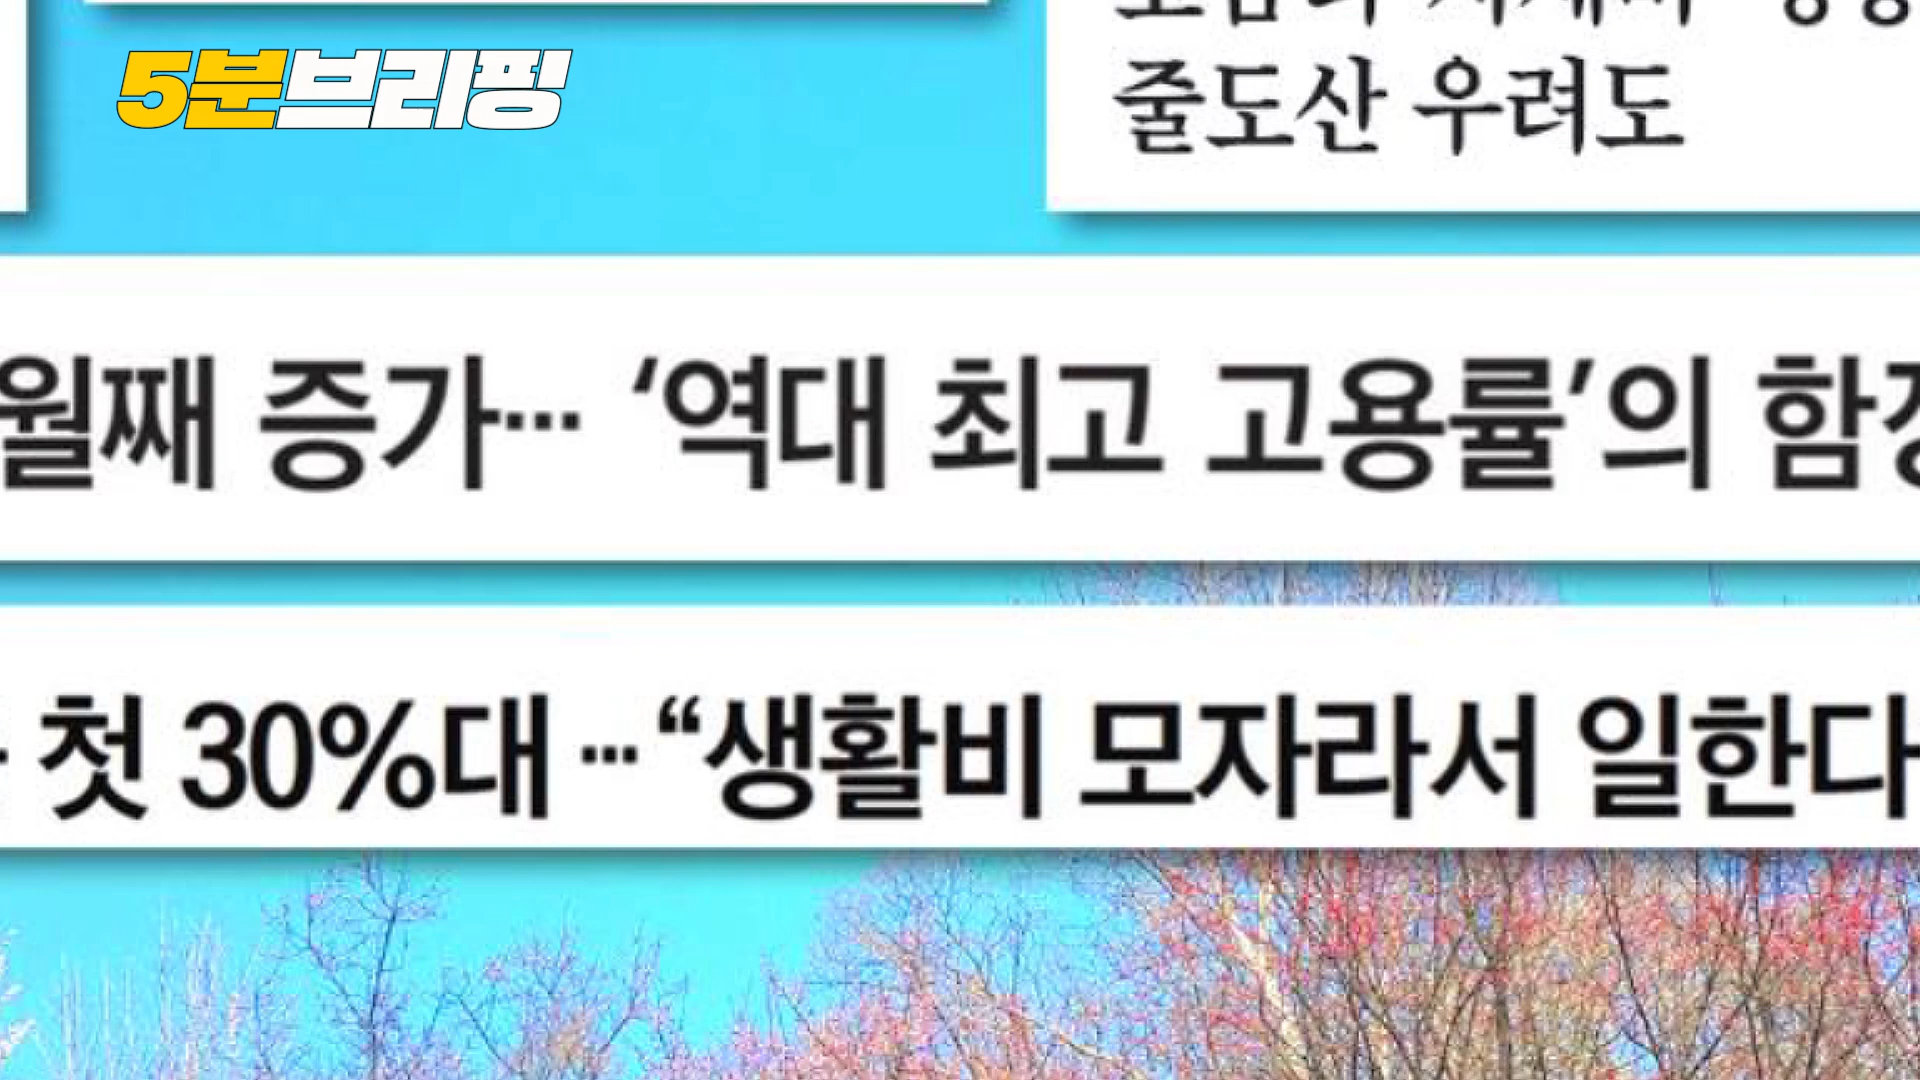 5분브리핑
줄도산 우려도
월째 증가… ‘역대 최고 고용률’의
첫 30%대…“생활비 모자라서 일한다